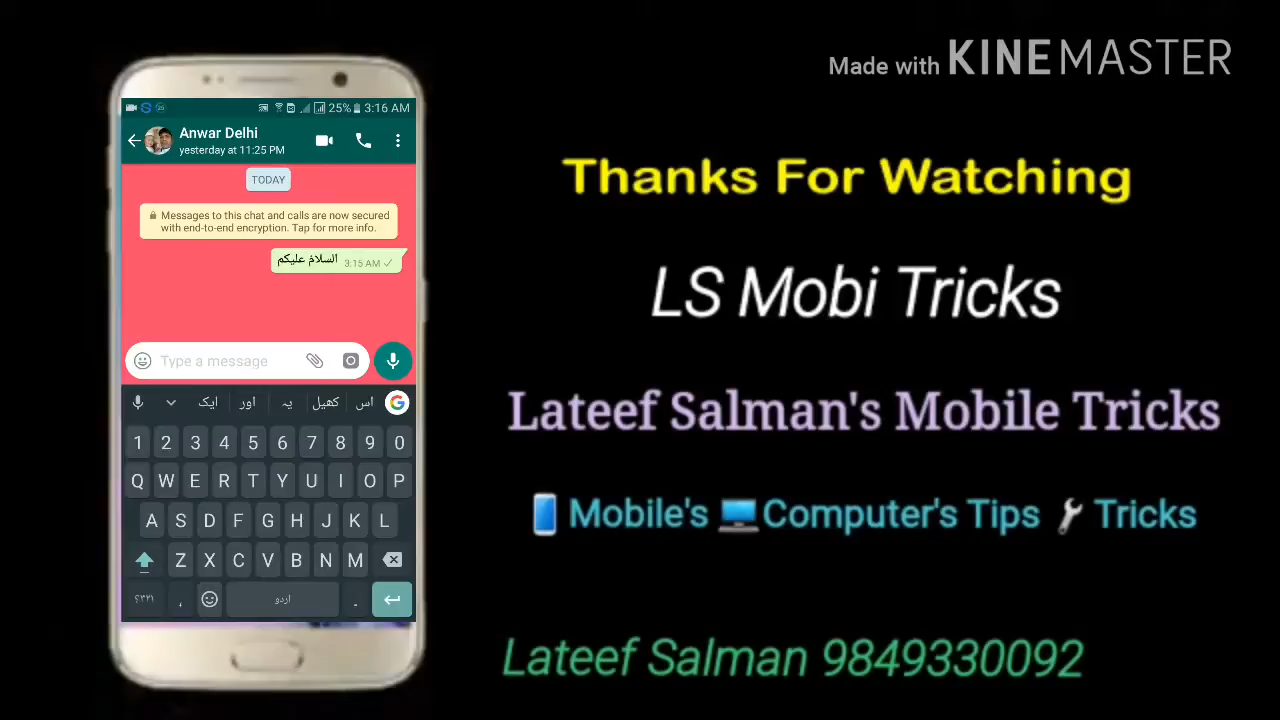 Made with KINEMASTER
25% 3:16 AM
Anwar Delhi
yesterday at 11:25 PM
TODAY
Messages to this chat and calls are now secured
with end-to-end encryption. Tap for more info.
السلامُ علیکم 3:15 AM
Type a message
ایک اور یہ کھیل اس G
1 2 3 4 5 6 7 8 9 0
Q W E R T Y U I O P
A S D F G H J K L
Z X C V B N M
؟۳۲۱ ، اردو ۔
Thanks For Watching
LS Mobi Tricks
Lateef Salman's Mobile Tricks
Mobile's Computer's Tips Tricks
Lateef Salman 9849330092